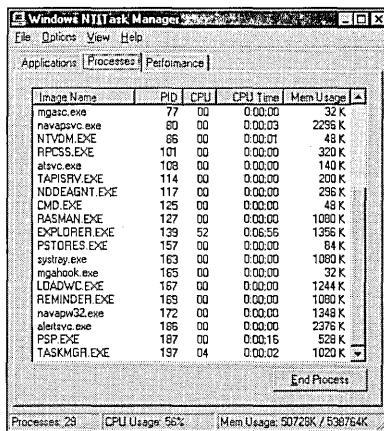 Windows NT Task Manager
File Options View Help
Applications Processes Performance
Image Name PID CPU CPU Time Mem Usage
mgasc.exe 77 00 0:00:00 32 K
navapsvc.exe 80 00 0:00:03 2296 K
NTVDM.EXE 86 00 0:00:01 48 K
RPCSS.EXE 101 00 0:00:00 320 K
atsvc.exe 108 00 0:00:00 140 K
TAPISRV.EXE 114 00 0:00:00 200 K
NDDEAGNT.EXE 117 00 0:00:00 296 K
CMD.EXE 125 00 0:00:00 48 K
RASMAN.EXE 127 00 0:00:00 1080 K
EXPLORER.EXE 139 52 0:06:56 1356 K
PSTORES.EXE 157 00 0:00:00 84 K
systray.exe 163 00 0:00:00 1080 K
mgahook.exe 165 00 0:00:00 32 K
LOADWC.EXE 167 00 0:00:00 1244 K
REMINDER.EXE 169 00 0:00:00 1080 K
navapw32.exe 172 00 0:00:00 1348 K
alertsvc.exe 186 00 0:00:00 2376 K
PSP.EXE 187 00 0:00:16 528 K
TASKMGR.EXE 197 04 0:00:02 1020 K
End Process
Processes: 29 CPU Usage: 56% Mem Usage: 50728K / 538764K